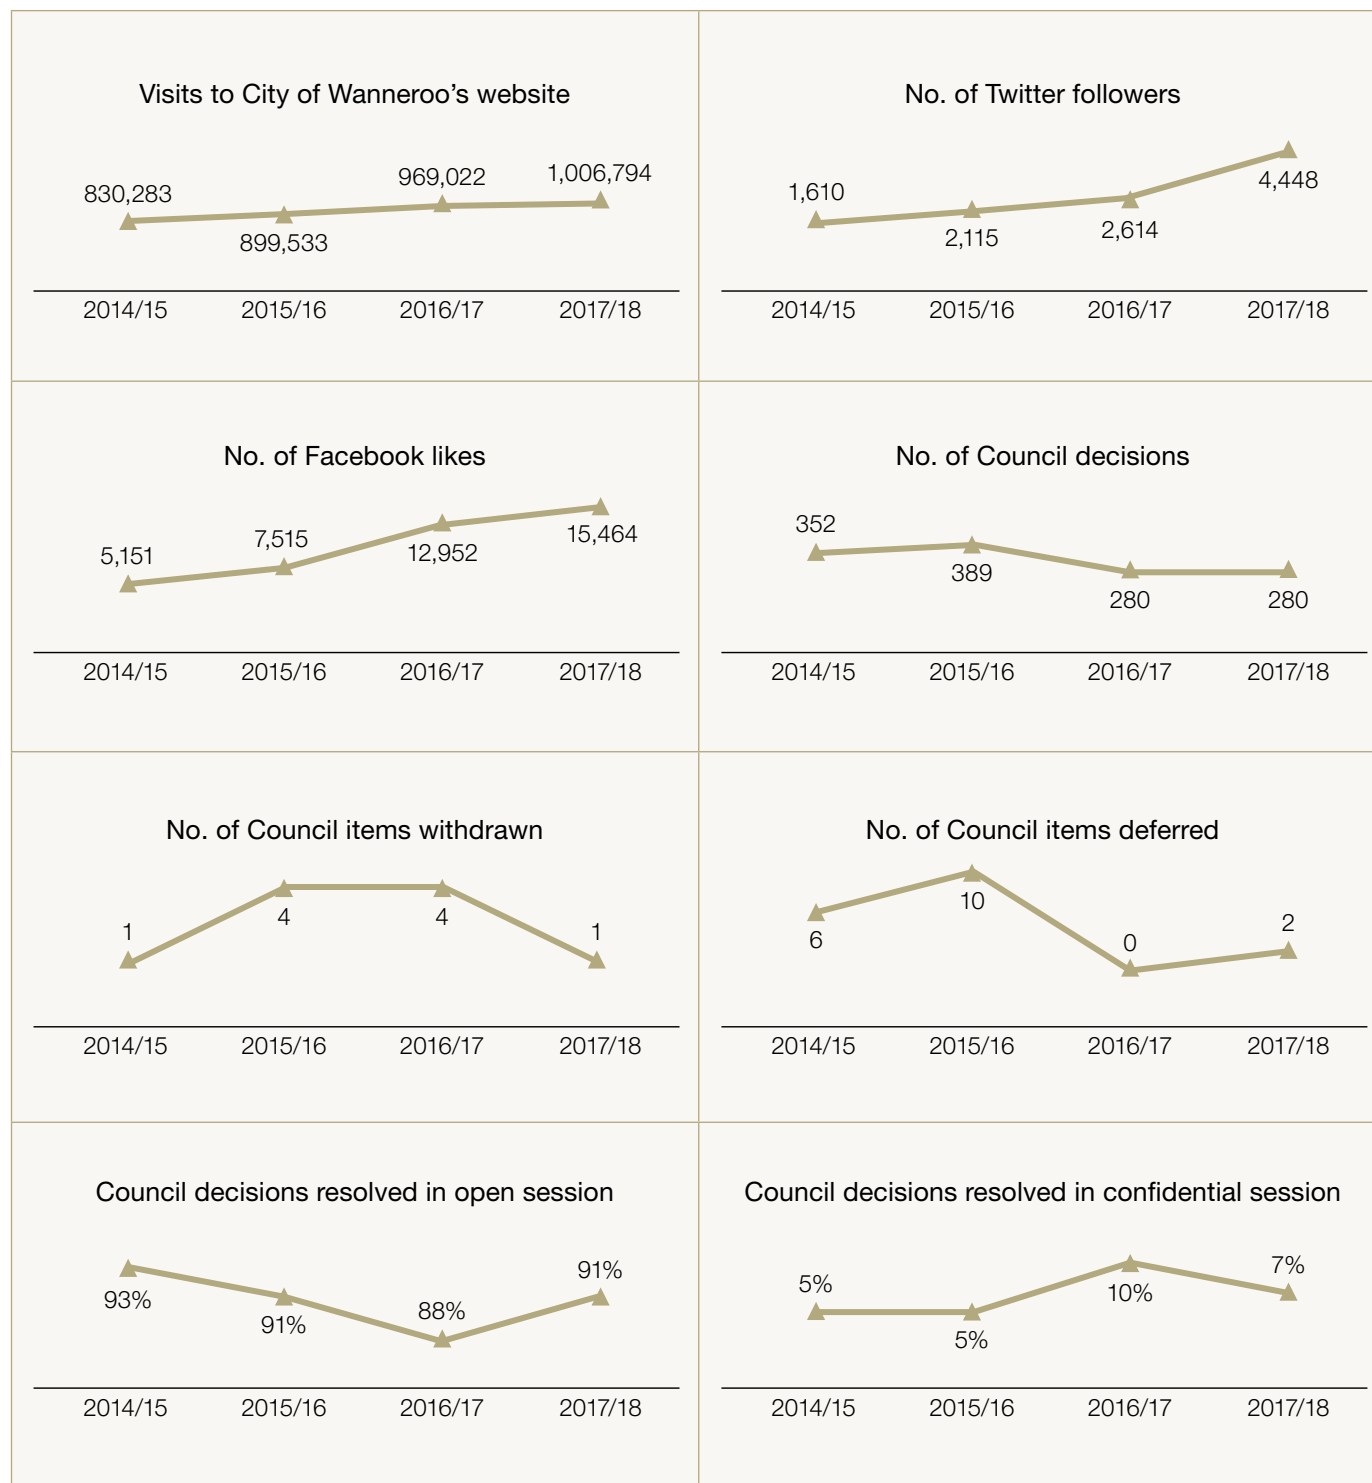 Visits to City of Wanneroo’s website
830,283
899,533
969,022
1,006,794
2014/15 2015/16 2016/17 2017/18
No. of Twitter followers
1,610
2,115
2,614
4,448
2014/15 2015/16 2016/17 2017/18
No. of Facebook likes
5,151
7,515
12,952
15,464
2014/15 2015/16 2016/17 2017/18
No. of Council decisions
352
389
280
280
2014/15 2015/16 2016/17 2017/18
No. of Council items withdrawn
1
4
4
1
2014/15 2015/16 2016/17 2017/18
No. of Council items deferred
6
10
0
2
2014/15 2015/16 2016/17 2017/18
Council decisions resolved in open session
93%
91%
88%
91%
2014/15 2015/16 2016/17 2017/18
Council decisions resolved in confidential session
5%
5%
10%
7%
2014/15 2015/16 2016/17 2017/18